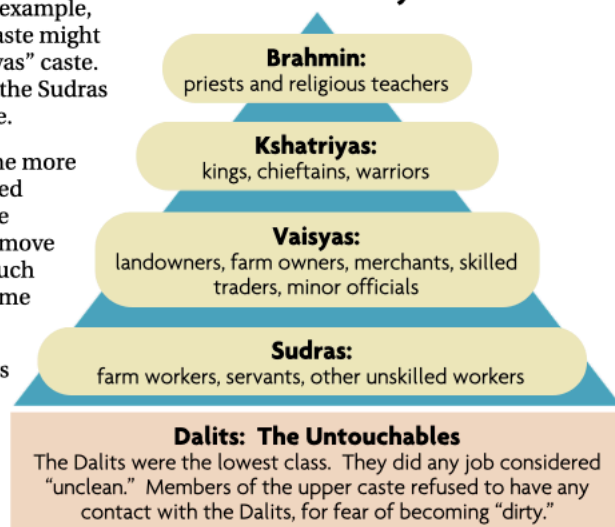 example,
aste might
vas” caste.
the Sudras
e.
ne more
ed
e
move
uch
me
s
Brahmin:
priests and religious teachers
Kshatriyas:
kings, chieftains, warriors
Vaisyas:
landowners, farm owners, merchants, skilled
traders, minor officials
Sudras:
farm workers, servants, other unskilled workers
Dalits: The Untouchables
The Dalits were the lowest class. They did any job considered
“unclean.” Members of the upper caste refused to have any
contact with the Dalits, for fear of becoming “dirty.”